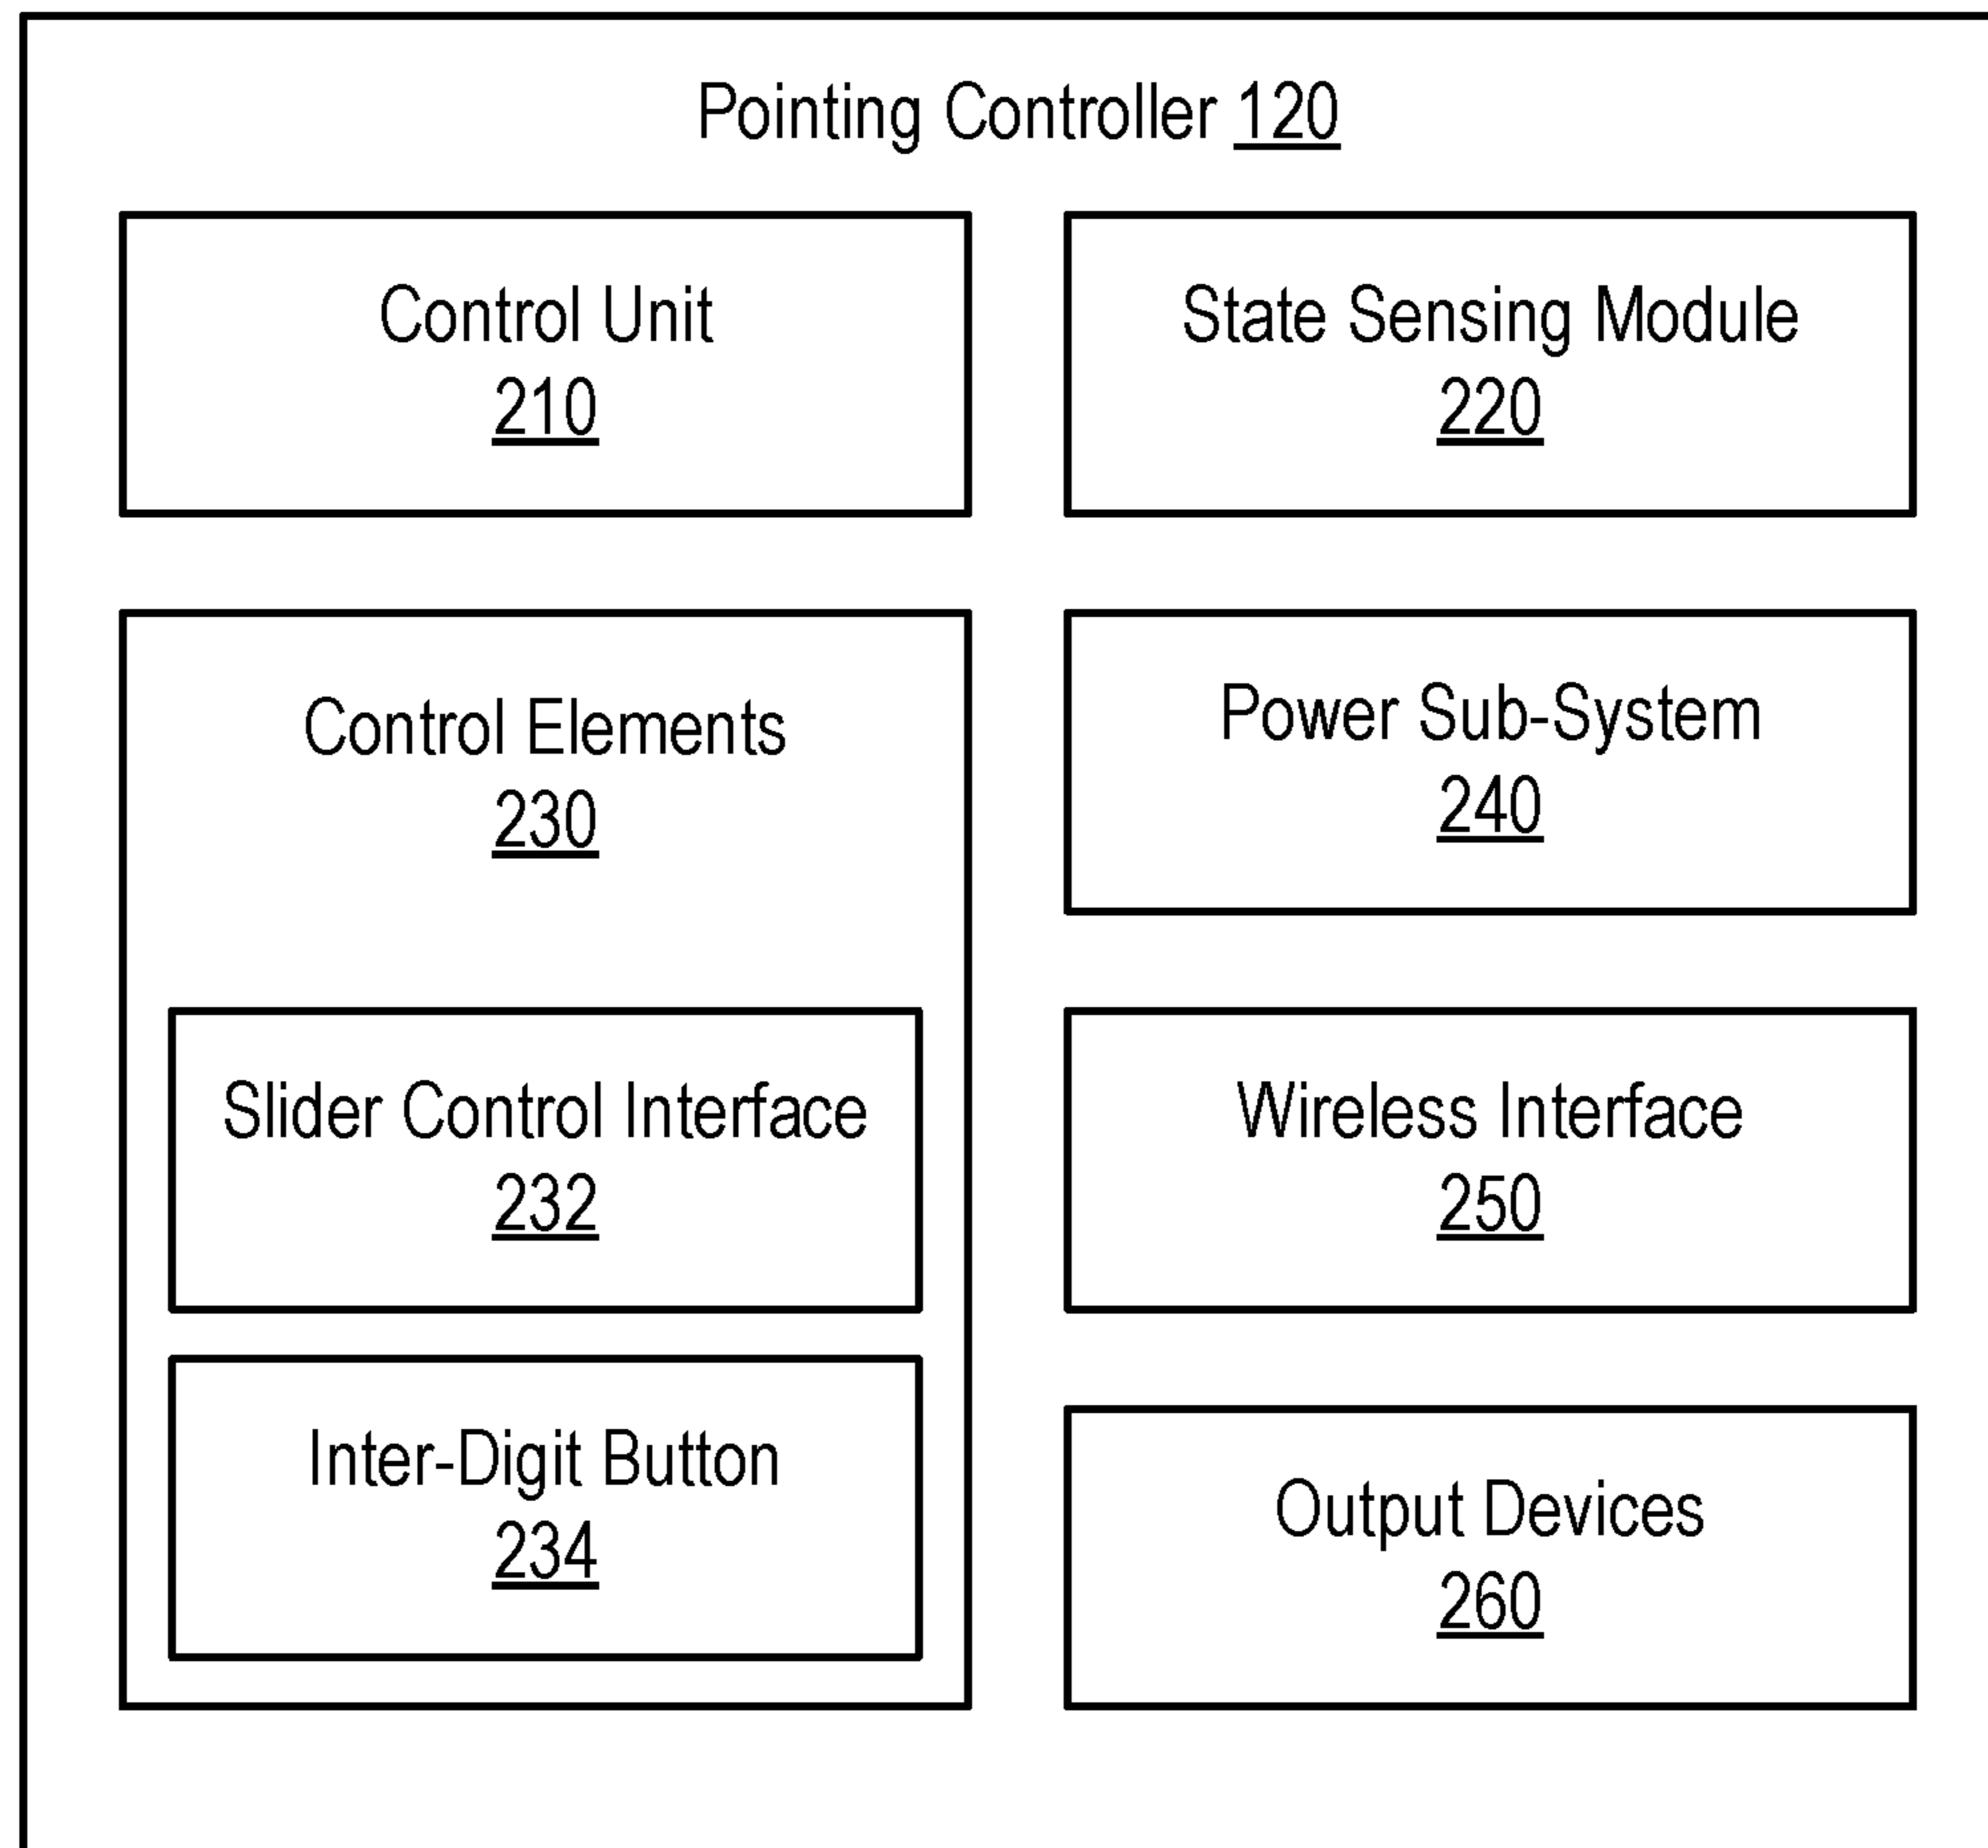 Pointing Controller 120
Control Unit
210
State Sensing Module
220
Control Elements
230
Slider Control Interface
232
Inter-Digit Button
234
Power Sub-System
240
Wireless Interface
250
Output Devices
260